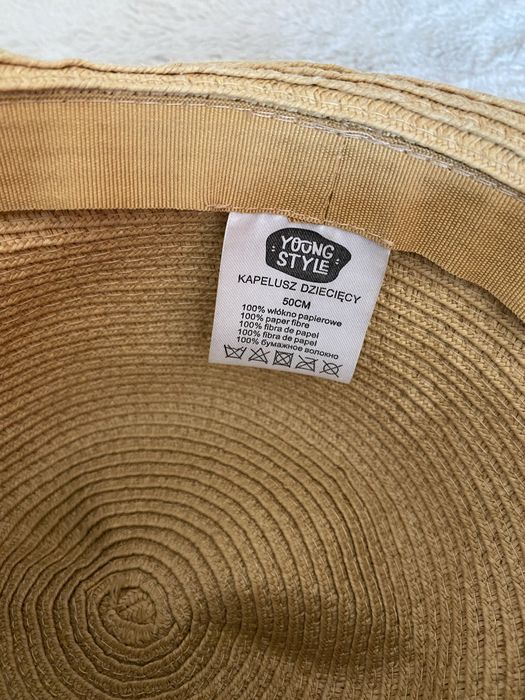 YOUNG
STYLE
KAPELUSZ DZIECIĘCY
50CM
100% włókno papierowe
100% paper fibre
100% fibra de papel
100% fibra de papel
100% бумажное волокно